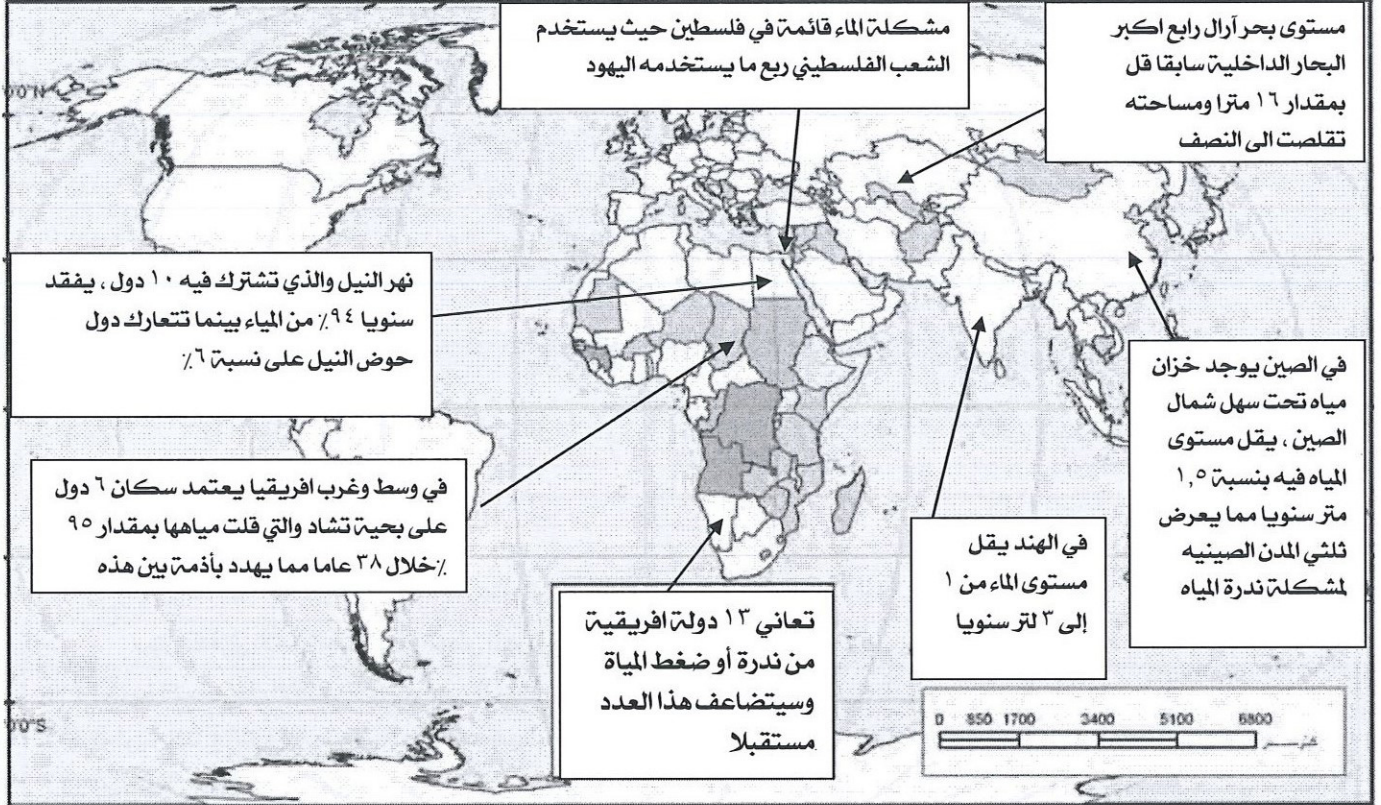 مشكلة الماء قائمة في فلسطين حيث يستخدم
الشعب الفلسطيني ربع ما يستخدمه اليهود
مستوى بحر آرال رابع اكبر
البحار الداخلية سابقا قل
بمقدار ١٦ مترا ومساحته
تقلصت الى النصف
نهر النيل والذي تشترك فيه ١٠ دول ، يفقد
سنويا ٩٤٪ من المياء بينما تتعارك دول
حوض النيل على نسبة ٦٪
في الصين يوجد خزان
مياه تحت سهل شمال
الصين ، يقل مستوى
المياه فيه بنسبة ١,٥
متر سنويا مما يعرض
ثلثي المدن الصينيه
لمشكلة ندرة المياه
في وسط وغرب افريقيا يعتمد سكان ٦ دول
على بحية تشاد والتي قلت مياهها بمقدار ٩٥
٪خلال ٣٨ عاما مما يهدد بأذمة بين هذه
في الهند يقل
مستوى الماء من ١
إلى ٣ لتر سنويا
تعاني ١٣ دولة افريقية
من ندرة أو ضغط المياة
وسيتضاعف هذا العدد
مستقبلا
0 850 1700 3400 5100 6800
0'0"N
0'0"S